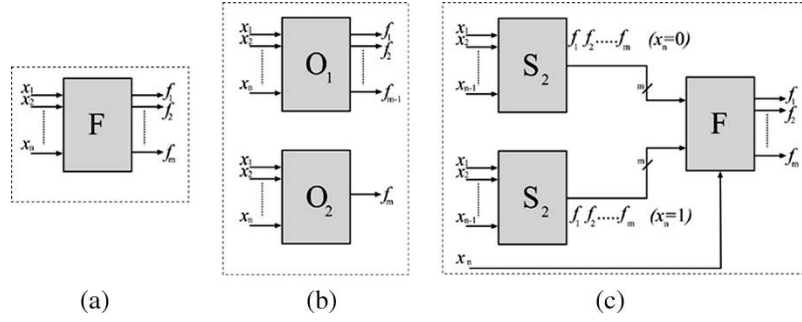 x₁
x₂
xₙ
F
f₁
f₂
fₘ
(a)
x₁
x₂
xₙ
O₁
f₁
f₂
fₘ₋₁
x₁
x₂
xₙ
O₂
fₘ
(b)
x₁
x₂
xₙ₋₁
S₂
f₁ f₂.....fₘ (xₙ=0)
m
x₁
x₂
xₙ₋₁
S₂
f₁ f₂.....fₘ (xₙ=1)
m
xₙ
F
f₁
f₂
fₘ
(c)